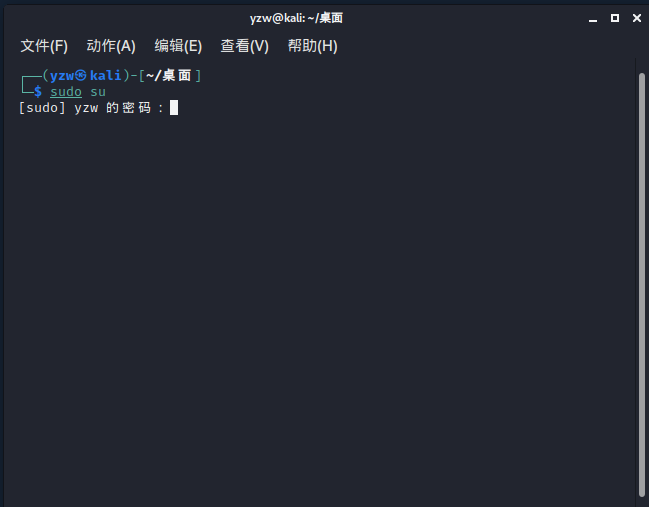 yzw@kali: ~/桌面
文件(F) 动作(A) 编辑(E) 查看(V) 帮助(H)
┌──(yzw㉿kali)-[~/桌面]
└─$ sudo su
[sudo] yzw 的密码：